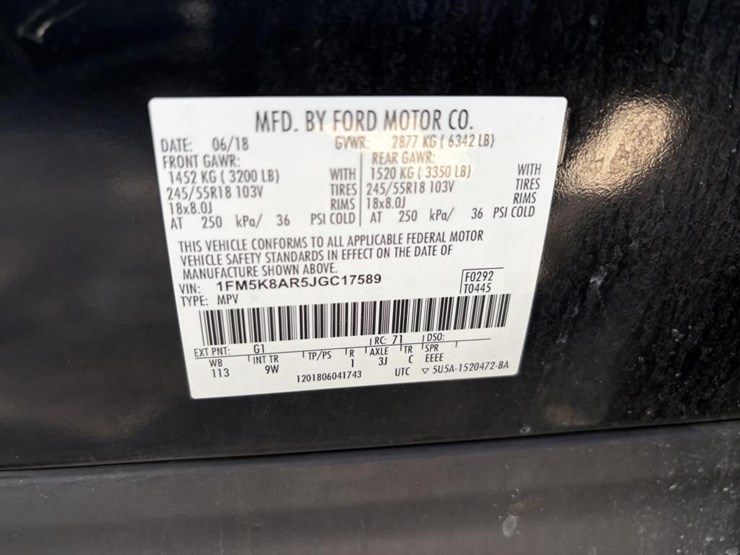 MFD. BY FORD MOTOR CO.
DATE: 06/18 GVWR: 2877 KG ( 6342 LB)
FRONT GAWR: REAR GAWR:
1452 KG ( 3200 LB) WITH 1520 KG ( 3350 LB) WITH
245/55R18 103V TIRES 245/55R18 103V TIRES
18x8.0J RIMS 18x8.0J RIMS
AT 250 kPa/ 36 PSI COLD AT 250 kPa/ 36 PSI COLD
THIS VEHICLE CONFORMS TO ALL APPLICABLE FEDERAL MOTOR
VEHICLE SAFETY STANDARDS IN EFFECT ON THE DATE OF
MANUFACTURE SHOWN ABOVE.
VIN: 1FM5K8AR5JGC17589 F0292
TYPE: MPV T0445
EXT PNT: G1 RC: 71 DSO:
WB INT TR TP/PS R AXLE TR SPR
113 9W 1 3J C EEEE
1201806041743 UTC ▽ 5U5A-1520472-BA